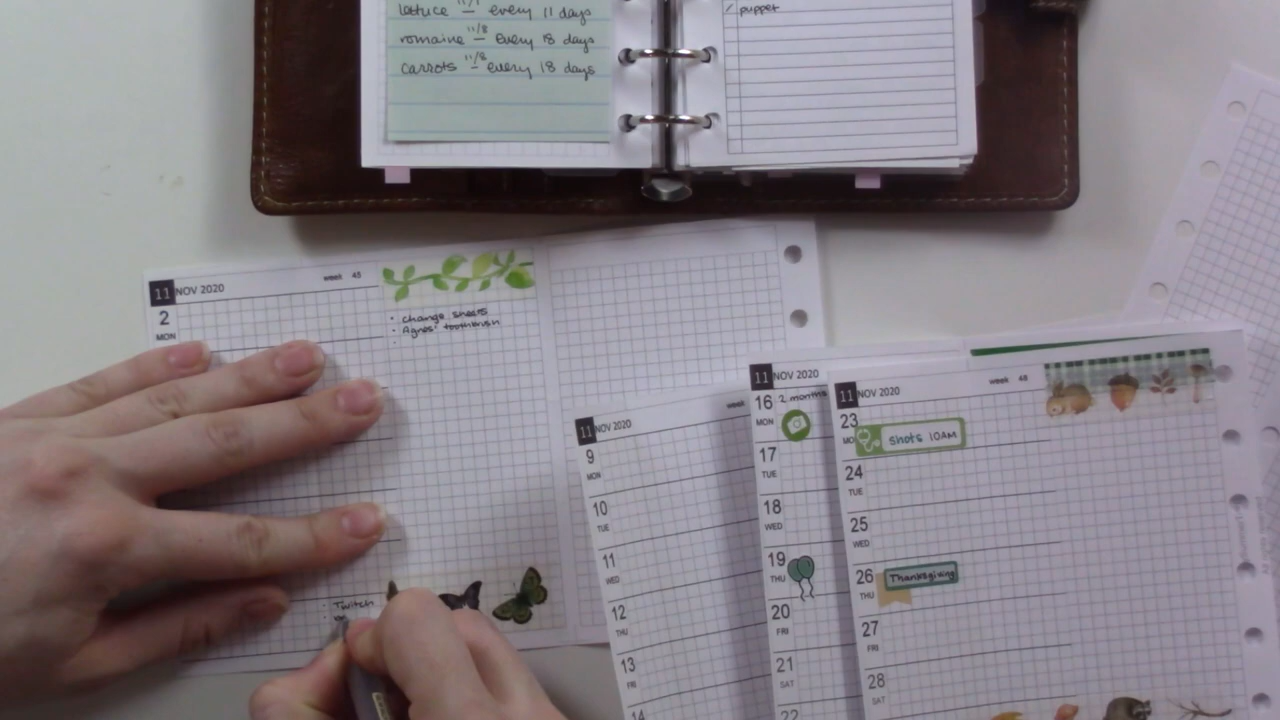 lettuce 11/1 - every 11 days
romaine 11/8 - every 18 days
carrots 11/8 - every 18 days
/ puppet
11 NOV 2020
week 45
2
MON
• change sheets
• Agnes' toothbrush
•
• Twitch
11 NOV 2020
week
9
MON
10
TUE
11
WED
12
THU
13
FRI
14
11 NOV 2020
16 2 months
MON
17
TUE
18
WED
19
THU
20
FRI
21
SAT
22
11 NOV 2020
week 48
23
MO
shots 10AM
24
TUE
25
WED
26
THU
Thanksgiving
27
FRI
28
SAT